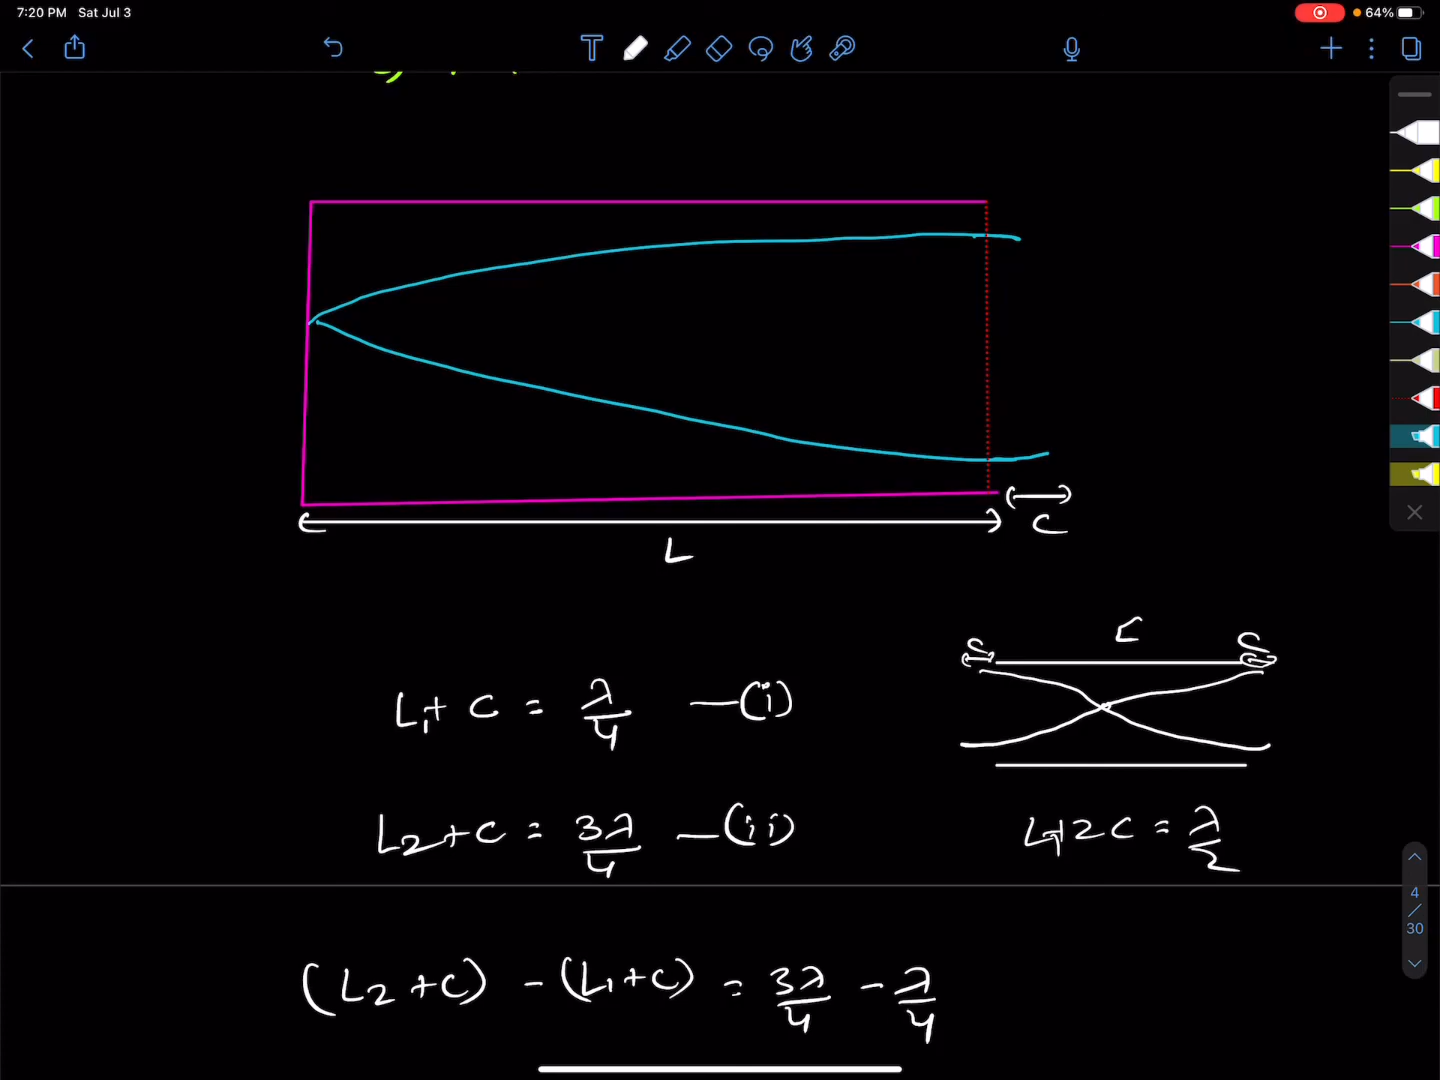 7:20 PM Sat Jul 3
64%
C
L
C C
L₁ + C = λ/4 —(i)
L₂ + C = 3λ/4 —(ii)
L + 2C = λ/2
4
/
30
(L₂ + C) - (L₁ + C) = 3λ/4 - λ/4